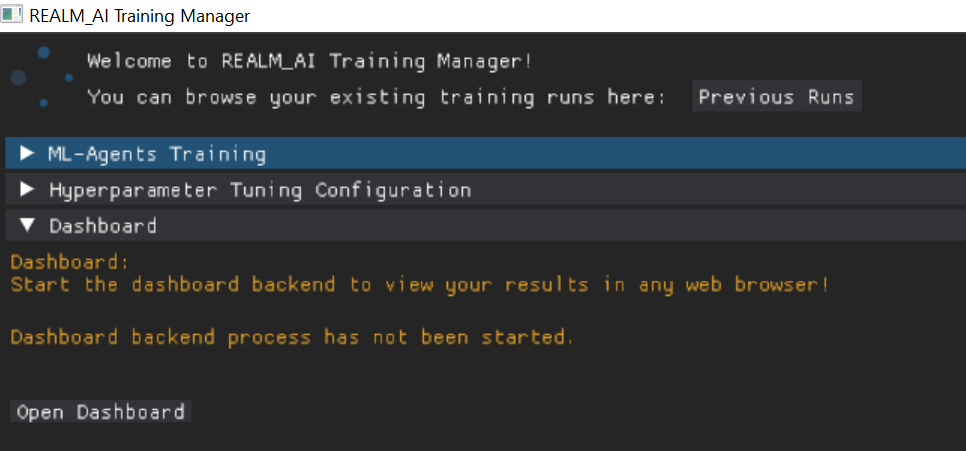 REALM_AI Training Manager
Welcome to REALM_AI Training Manager!
You can browse your existing training runs here: Previous Runs
ML-Agents Training
Hyperparameter Tuning Configuration
Dashboard
Dashboard:
Start the dashboard backend to view your results in any web browser!
Dashboard backend process has not been started.
Open Dashboard